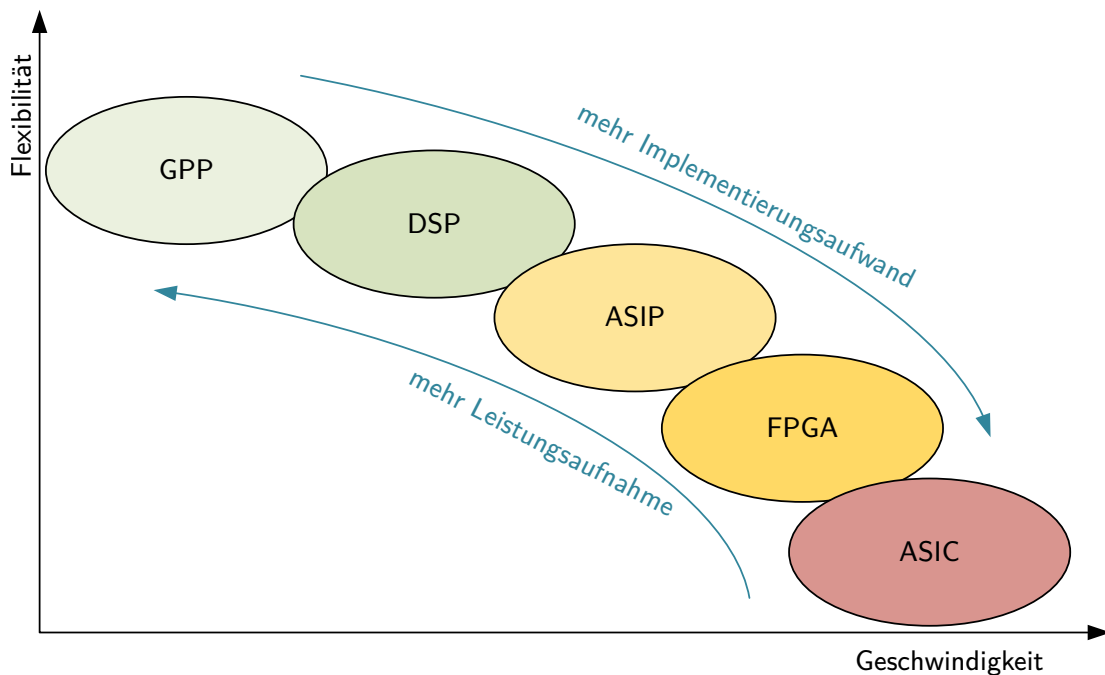 Flexibilität
mehr Implementierungsaufwand
GPP
DSP
ASIP
mehr Leistungsaufnahme
FPGA
ASIC
Geschwindigkeit